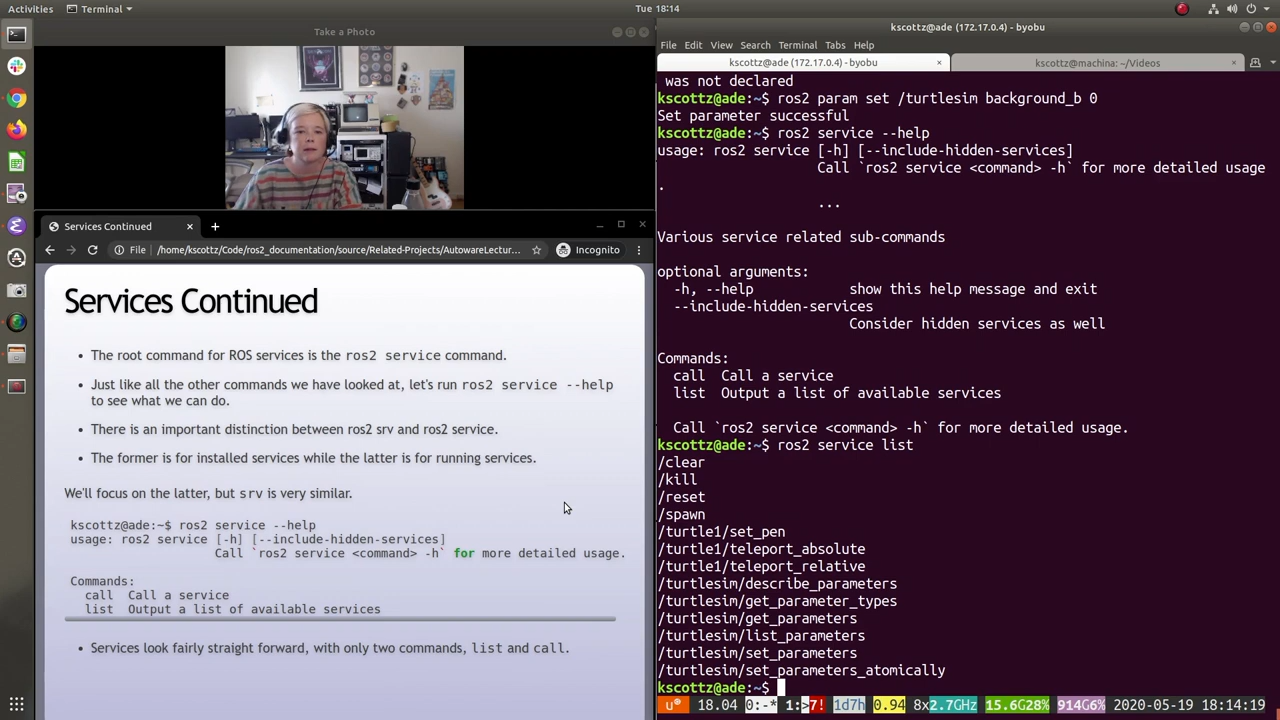 Activities
Terminal
Tue 18:14
Take a Photo
Services Continued
File
/home/kscottz/Code/ros2_documentation/source/Related-Projects/AutowareLectur...
Incognito
Services Continued
• The root command for ROS services is the ros2 service command.
• Just like all the other commands we have looked at, let's run ros2 service --help
to see what we can do.
• There is an important distinction between ros2 srv and ros2 service.
• The former is for installed services while the latter is for running services.
We'll focus on the latter, but srv is very similar.
kscottz@ade:~$ ros2 service --help
usage: ros2 service [-h] [--include-hidden-services]
Call `ros2 service <command> -h` for more detailed usage.
Commands:
call Call a service
list Output a list of available services
• Services look fairly straight forward, with only two commands, list and call.
kscottz@ade (172.17.0.4) - byobu
File Edit View Search Terminal Tabs Help
kscottz@ade (172.17.0.4) - byobu
kscottz@machina: ~/Videos
was not declared
kscottz@ade:~$ ros2 param set /turtlesim background_b 0
Set parameter successful
kscottz@ade:~$ ros2 service --help
usage: ros2 service [-h] [--include-hidden-services]
Call `ros2 service <command> -h` for more detailed usage
.
...
Various service related sub-commands
optional arguments:
-h, --help show this help message and exit
--include-hidden-services
Consider hidden services as well
Commands:
call Call a service
list Output a list of available services
Call `ros2 service <command> -h` for more detailed usage.
kscottz@ade:~$ ros2 service list
/clear
/kill
/reset
/spawn
/turtle1/set_pen
/turtle1/teleport_absolute
/turtle1/teleport_relative
/turtlesim/describe_parameters
/turtlesim/get_parameter_types
/turtlesim/get_parameters
/turtlesim/list_parameters
/turtlesim/set_parameters
/turtlesim/set_parameters_atomically
kscottz@ade:~$
u 18.04 0:-* 1:>7! 1d7h 0.94 8x2.7GHz 15.6G28% 914G6% 2020-05-19 18:14:19